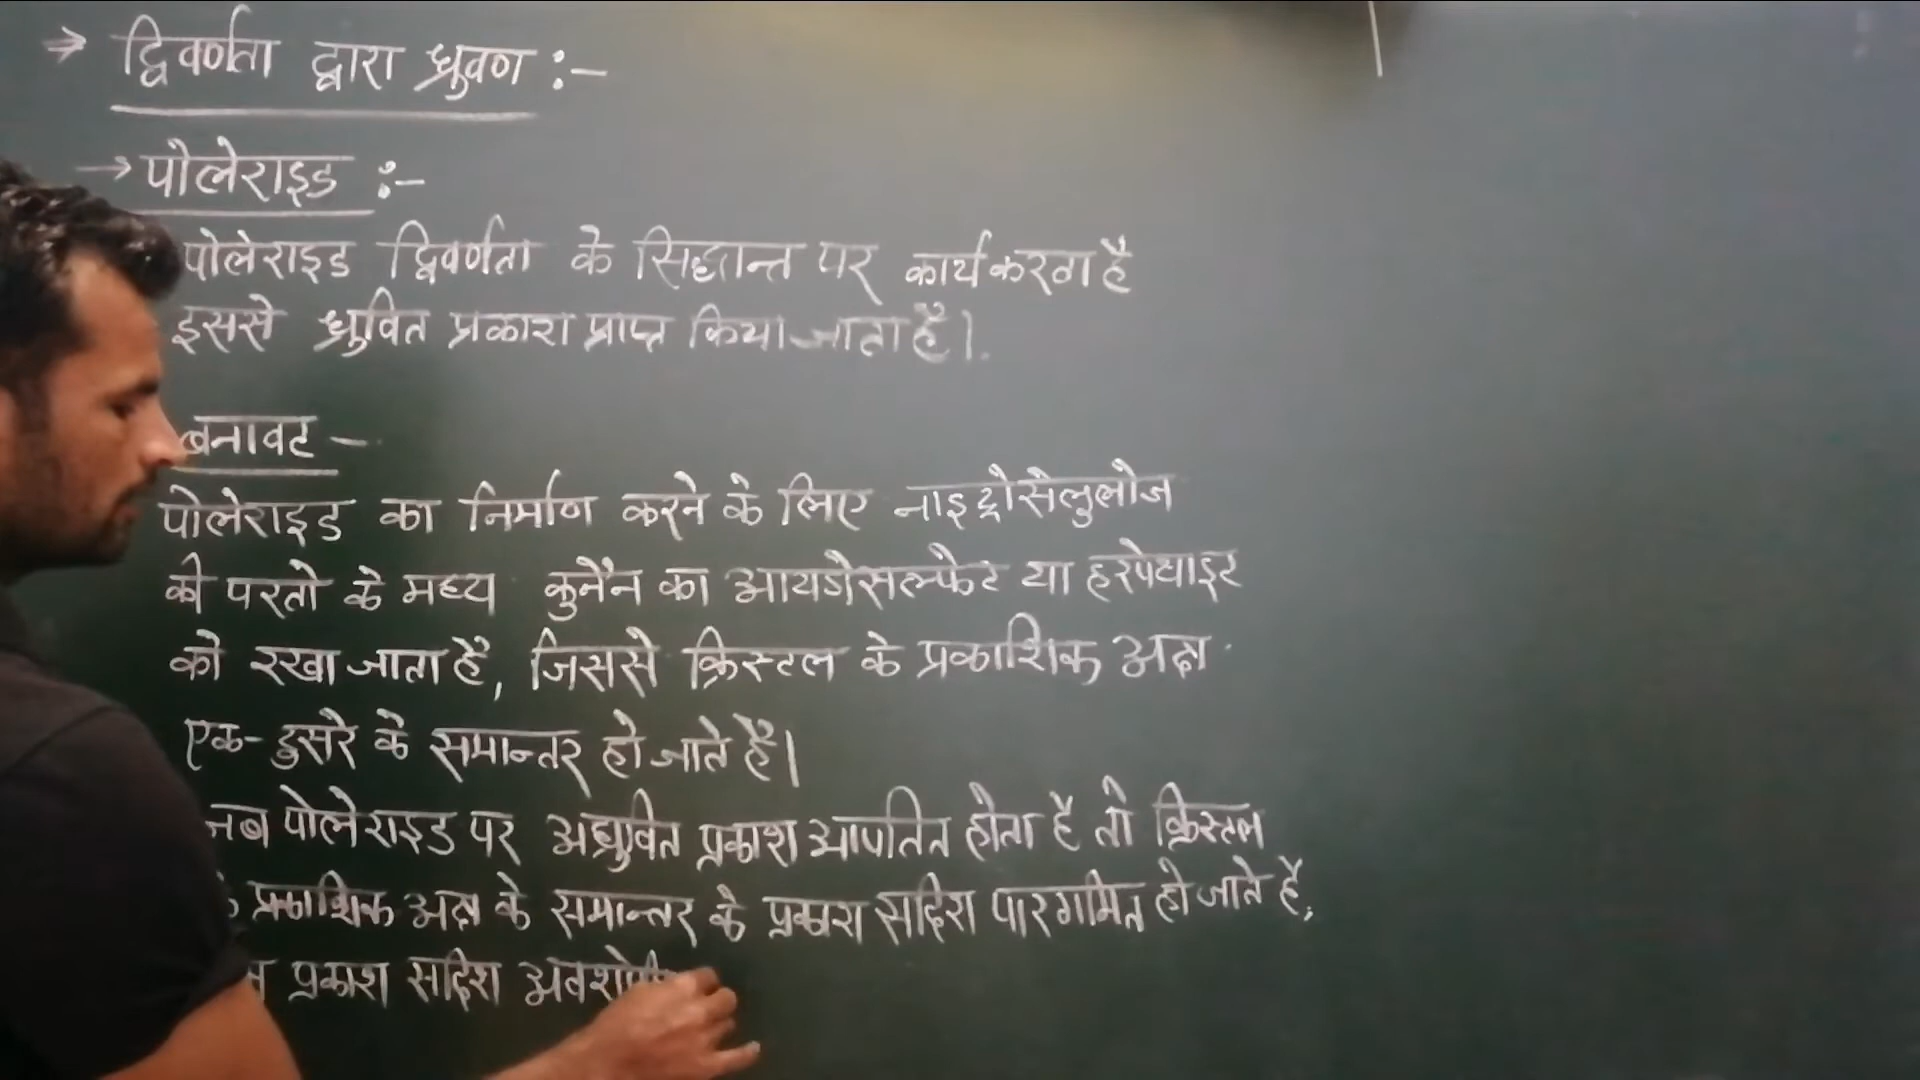 ⇒ द्विवर्णता द्वारा ध्रुवण :-
→ पोलेराइड :-
पोलेराइड द्विवर्णता के सिद्धान्त पर कार्य करता है
इससे ध्रुवित प्रकाश प्राप्त किया जाता है।
बनावट -
पोलेराइड का निर्माण करने के लिए नाइट्रोसैलुलोज
की परतो के मध्य कुनैन का आयडोसल्फेट या हरपेथाइट
को रखा जाता है, जिससे क्रिस्टल के प्रकाशिक अक्ष
एक-दुसरे के समान्तर हो जाते है।
जब पोलेराइड पर अध्रुवित प्रकाश आपतित होता है तो क्रिस्टल
प्रकाशिक अक्ष के समान्तर के प्रकाश सदिश पारगमित हो जाते है,
प्रकाश सदिश